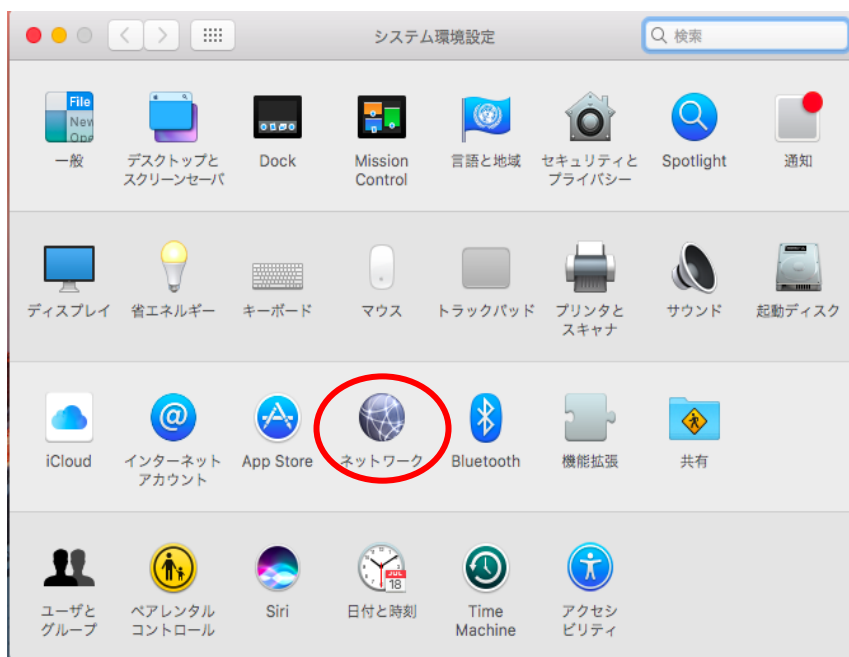 システム環境設定
検索
File
New
Ope
一般
デスクトップと
スクリーンセーバ
Dock
Mission
Control
言語と地域
セキュリティと
プライバシー
Spotlight
通知
ディスプレイ
省エネルギー
キーボード
マウス
トラックパッド
プリンタと
スキャナ
サウンド
起動ディスク
iCloud
@
インターネット
アカウント
App Store
ネットワーク
Bluetooth
機能拡張
共有
ユーザと
グループ
ペアレンタル
コントロール
Siri
JUL
18
日付と時刻
Time
Machine
アクセシ
ビリティ